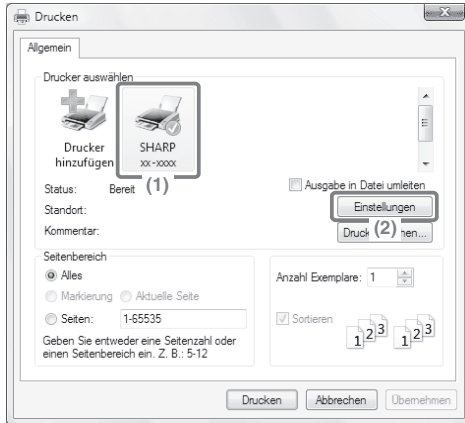 Drucken
Allgemein
Drucker auswählen
Drucker hinzufügen
SHARP
xx-xxxx
(1)
Status: Bereit
Ausgabe in Datei umleiten
Standort:
Einstellungen
Kommentar:
(2)
Seitenbereich
Alles
Markierung Aktuelle Seite
Seiten: 1-65535
Geben Sie entweder eine Seitenzahl oder
einen Seitenbereich ein. Z. B.: 5-12
Anzahl Exemplare: 1
Sortieren
1 2 3 1 2 3
Drucken Abbrechen Übernehmen